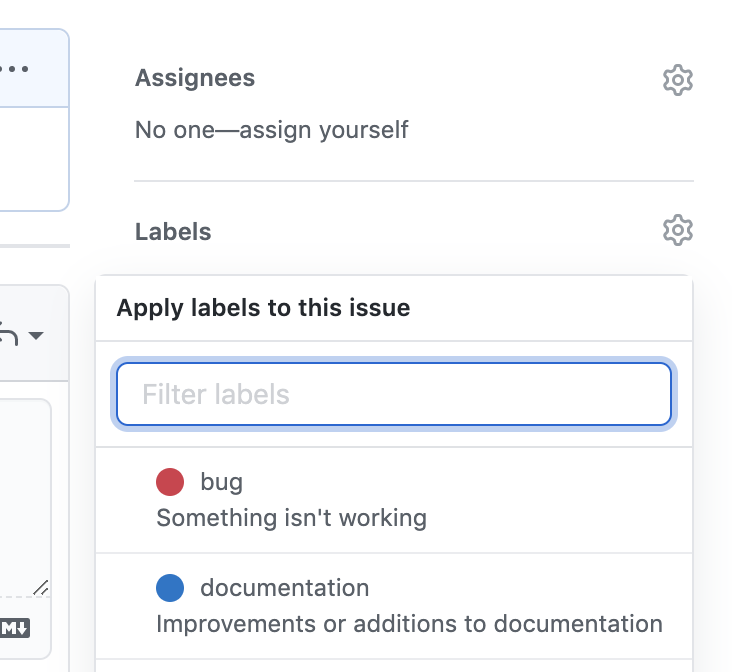 Assignees
No one—assign yourself
Labels
Apply labels to this issue
Filter labels
bug
Something isn't working
documentation
Improvements or additions to documentation
M